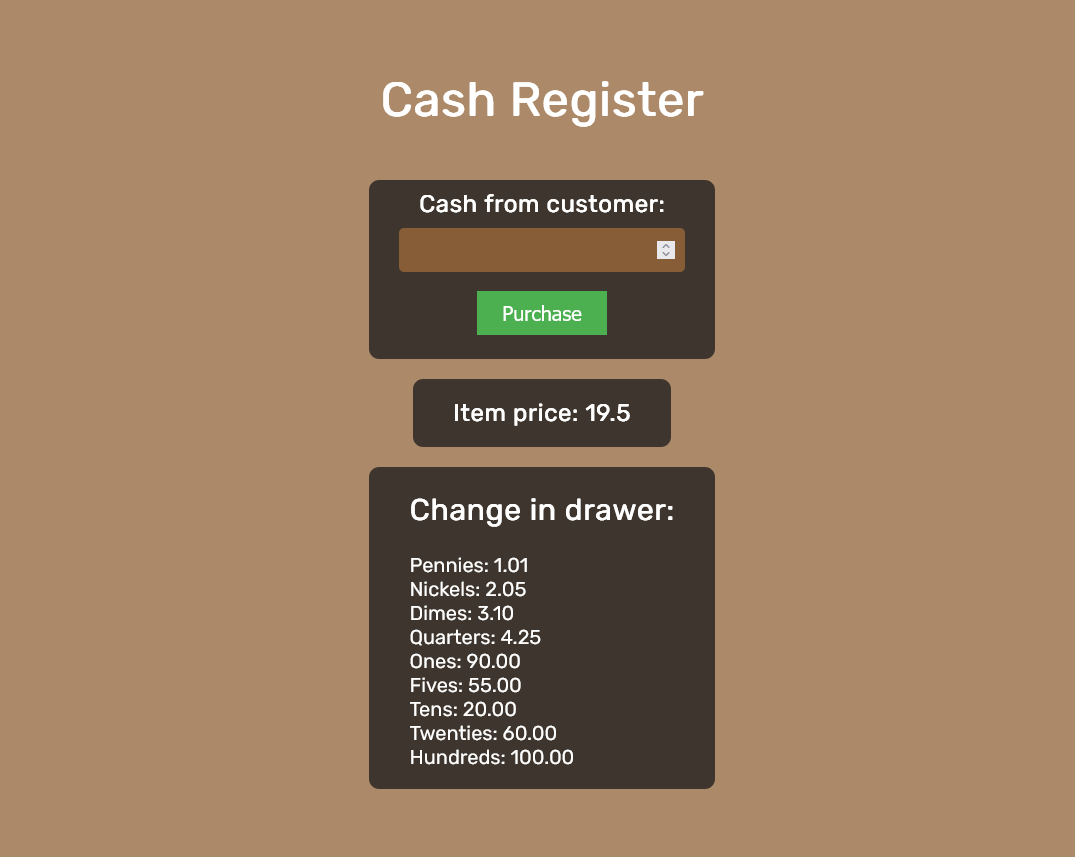 Cash Register
Cash from customer:
Purchase
Item price: 19.5
Change in drawer:
Pennies: 1.01
Nickels: 2.05
Dimes: 3.10
Quarters: 4.25
Ones: 90.00
Fives: 55.00
Tens: 20.00
Twenties: 60.00
Hundreds: 100.00